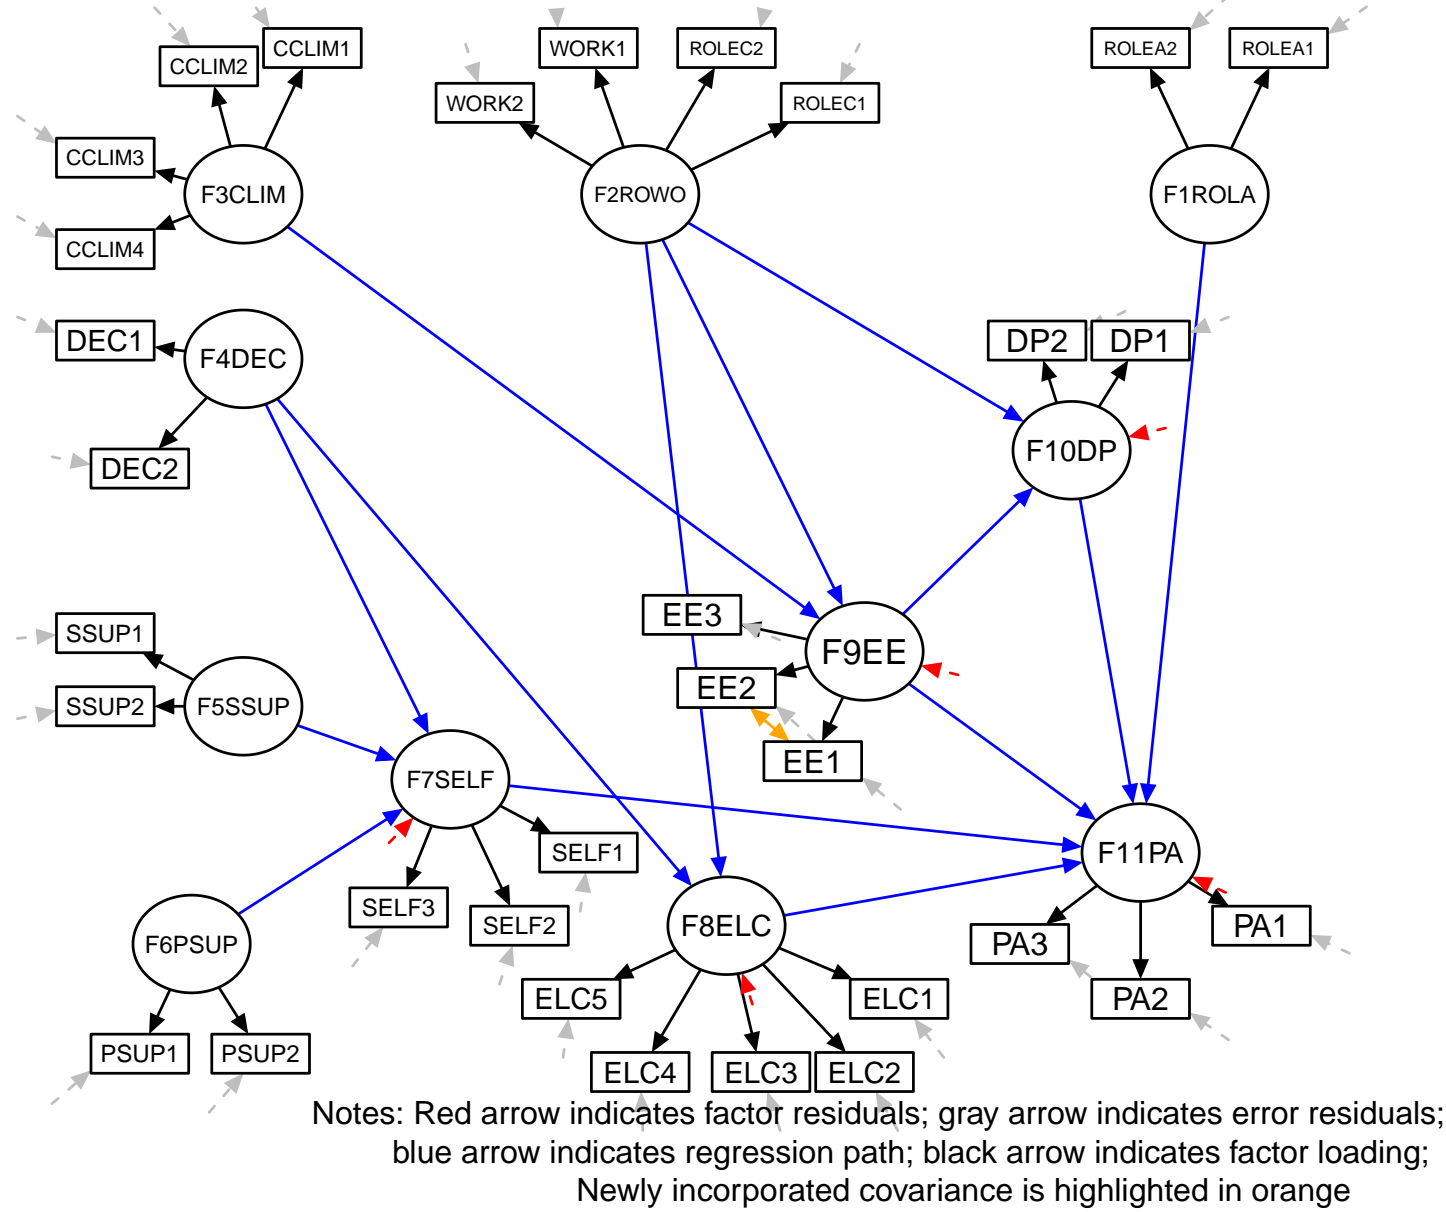 CCLIM1
WORK1
ROLEC2
ROLEA2
ROLEA1
CCLIM2
WORK2
ROLEC1
CCLIM3
F3CLIM
F2ROWO
F1ROLA
CCLIM4
DEC1
F4DEC
DP2
DP1
DEC2
F10DP
EE3
SSUP1
F9EE
EE2
SSUP2
F5SSUP
EE1
F7SELF
SELF1
F11PA
SELF3
SELF2
F8ELC
PA1
F6PSUP
PA3
ELC5
ELC1
PA2
PSUP1
PSUP2
ELC4
ELC3
ELC2
Notes: Red arrow indicates factor residuals; gray arrow indicates error residuals;
blue arrow indicates regression path; black arrow indicates factor loading;
Newly incorporated covariance is highlighted in orange